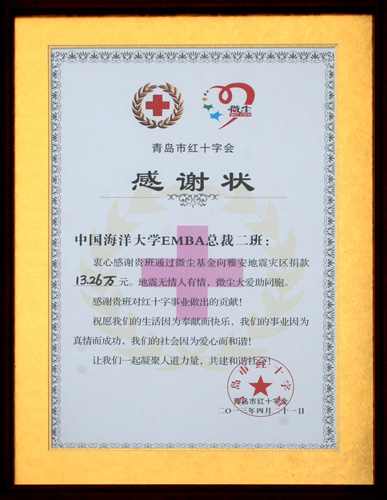 微尘
青岛市红十字会
感谢状
中国海洋大学EMBA总裁二班：
衷心感谢贵班通过微尘基金向雅安地震灾区捐款
13.26万元。地震无情人有情，微尘大爱助同胞。
感谢贵班对红十字事业做出的贡献！
祝愿我们的生活因为奉献而快乐，我们的事业因为
真情而成功，我们的社会因为爱心而和谐！
让我们一起凝聚人道力量，共建和谐社会！
青岛市红十字会
青岛市红十字会
二〇一三年四月二十一日